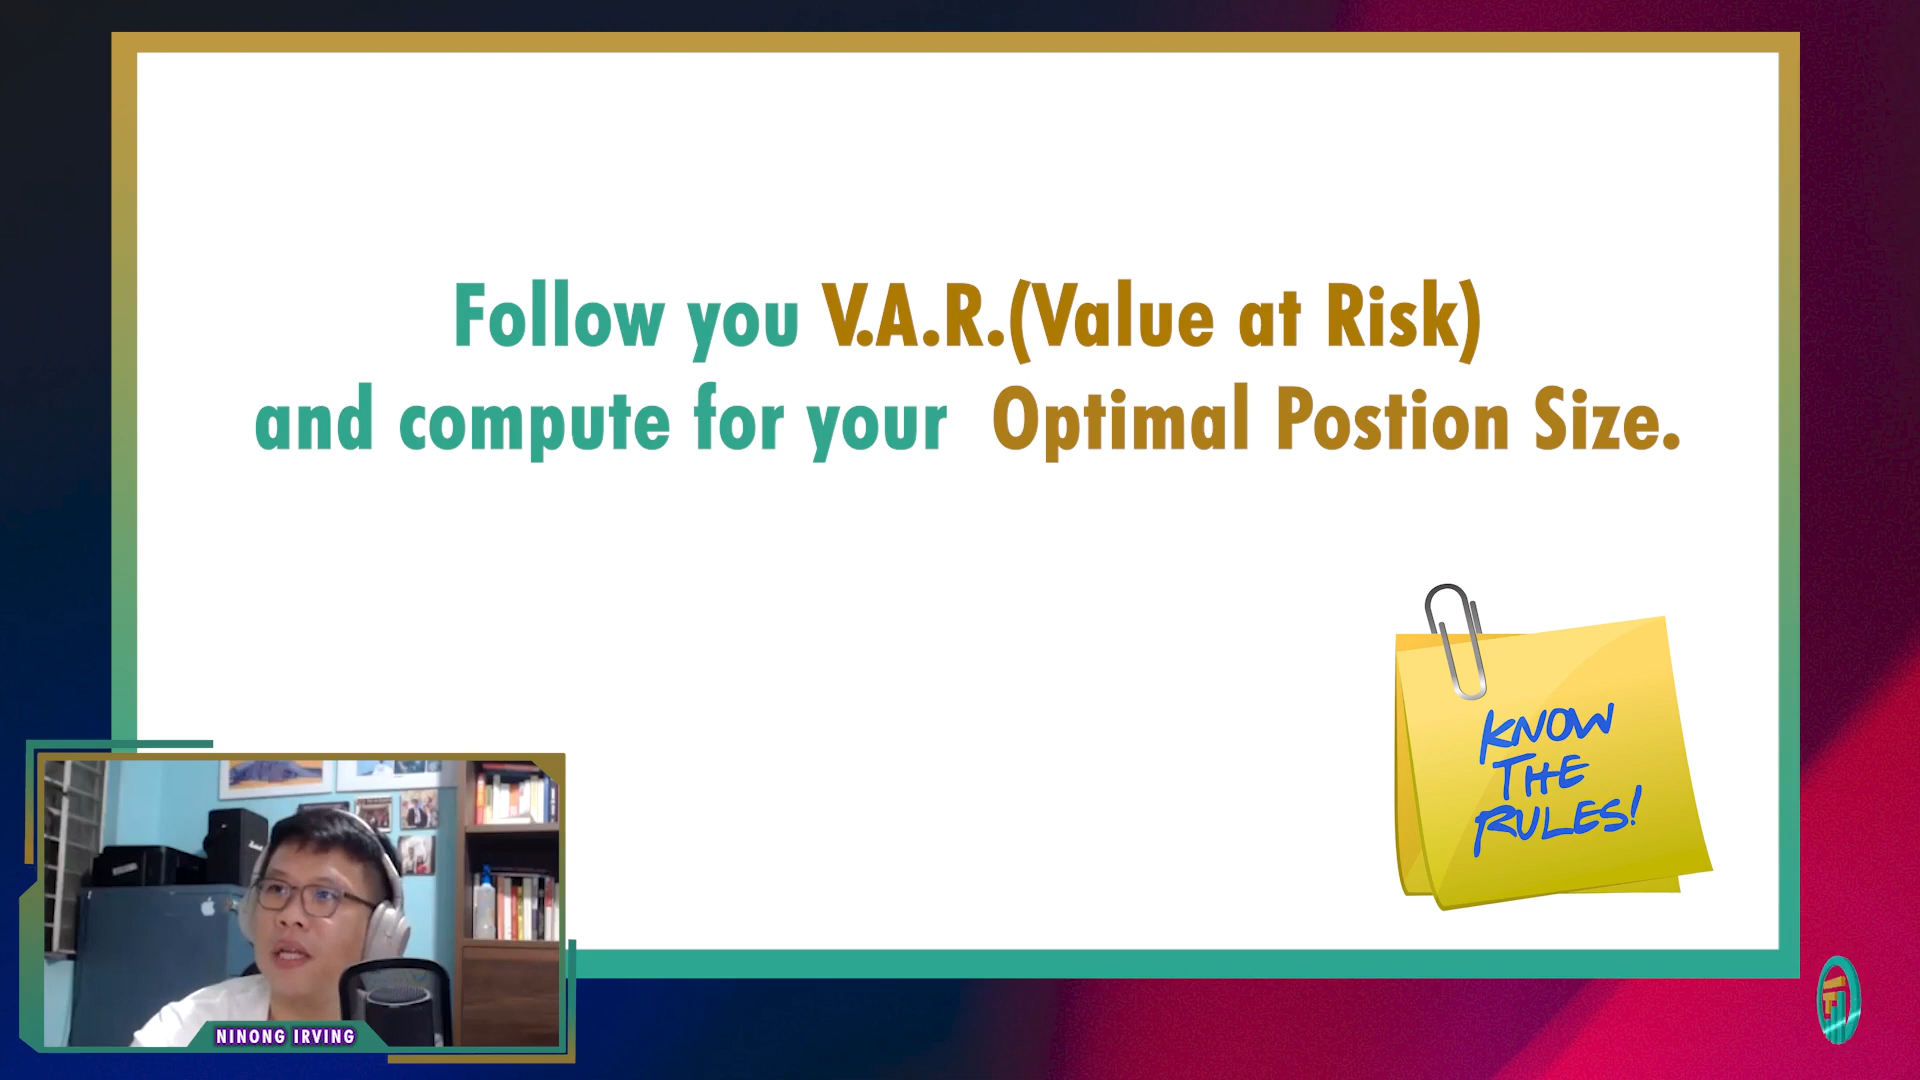 Follow you V.A.R.(Value at Risk)
and compute for your Optimal Postion Size.
KNOW
THE
RULES!
NINONG IRVING